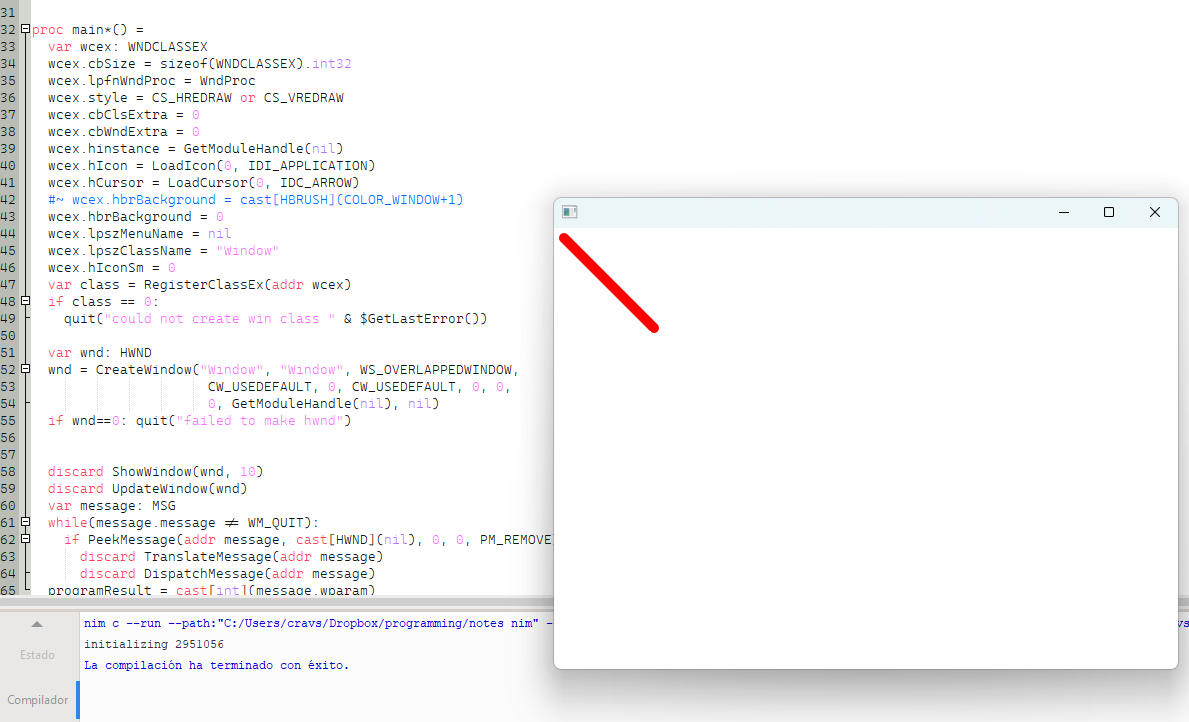 31
32 proc main*() =
33 var wcex: WNDCLASSEX
34 wcex.cbSize = sizeof(WNDCLASSEX).int32
35 wcex.lpfnWndProc = WndProc
36 wcex.style = CS_HREDRAW or CS_VREDRAW
37 wcex.cbClsExtra = 0
38 wcex.cbWndExtra = 0
39 wcex.hinstance = GetModuleHandle(nil)
40 wcex.hIcon = LoadIcon(0, IDI_APPLICATION)
41 wcex.hCursor = LoadCursor(0, IDC_ARROW)
42 #~ wcex.hbrBackground = cast[HBRUSH](COLOR_WINDOW+1)
43 wcex.hbrBackground = 0
44 wcex.lpszMenuName = nil
45 wcex.lpszClassName = "Window"
46 wcex.hIconSm = 0
47 var class = RegisterClassEx(addr wcex)
48 if class == 0:
49 quit("could not create win class " & $GetLastError())
50
51 var wnd: HWND
52 wnd = CreateWindow("Window", "Window", WS_OVERLAPPEDWINDOW,
53 CW_USEDEFAULT, 0, CW_USEDEFAULT, 0, 0,
54 0, GetModuleHandle(nil), nil)
55 if wnd==0: quit("failed to make hwnd")
56
57
58 discard ShowWindow(wnd, 10)
59 discard UpdateWindow(wnd)
60 var message: MSG
61 while(message.message ≠ WM_QUIT):
62 if PeekMessage(addr message, cast[HWND](nil), 0, 0, PM_REMOVE
63 discard TranslateMessage(addr message)
64 discard DispatchMessage(addr message)
65 programResult = cast[int](message.wparam)
Estado
Compilador
nim c --run --path:"C:/Users/cravs/Dropbox/programming/notes nim" - vs
initializing 2951056
La compilación ha terminado con éxito.